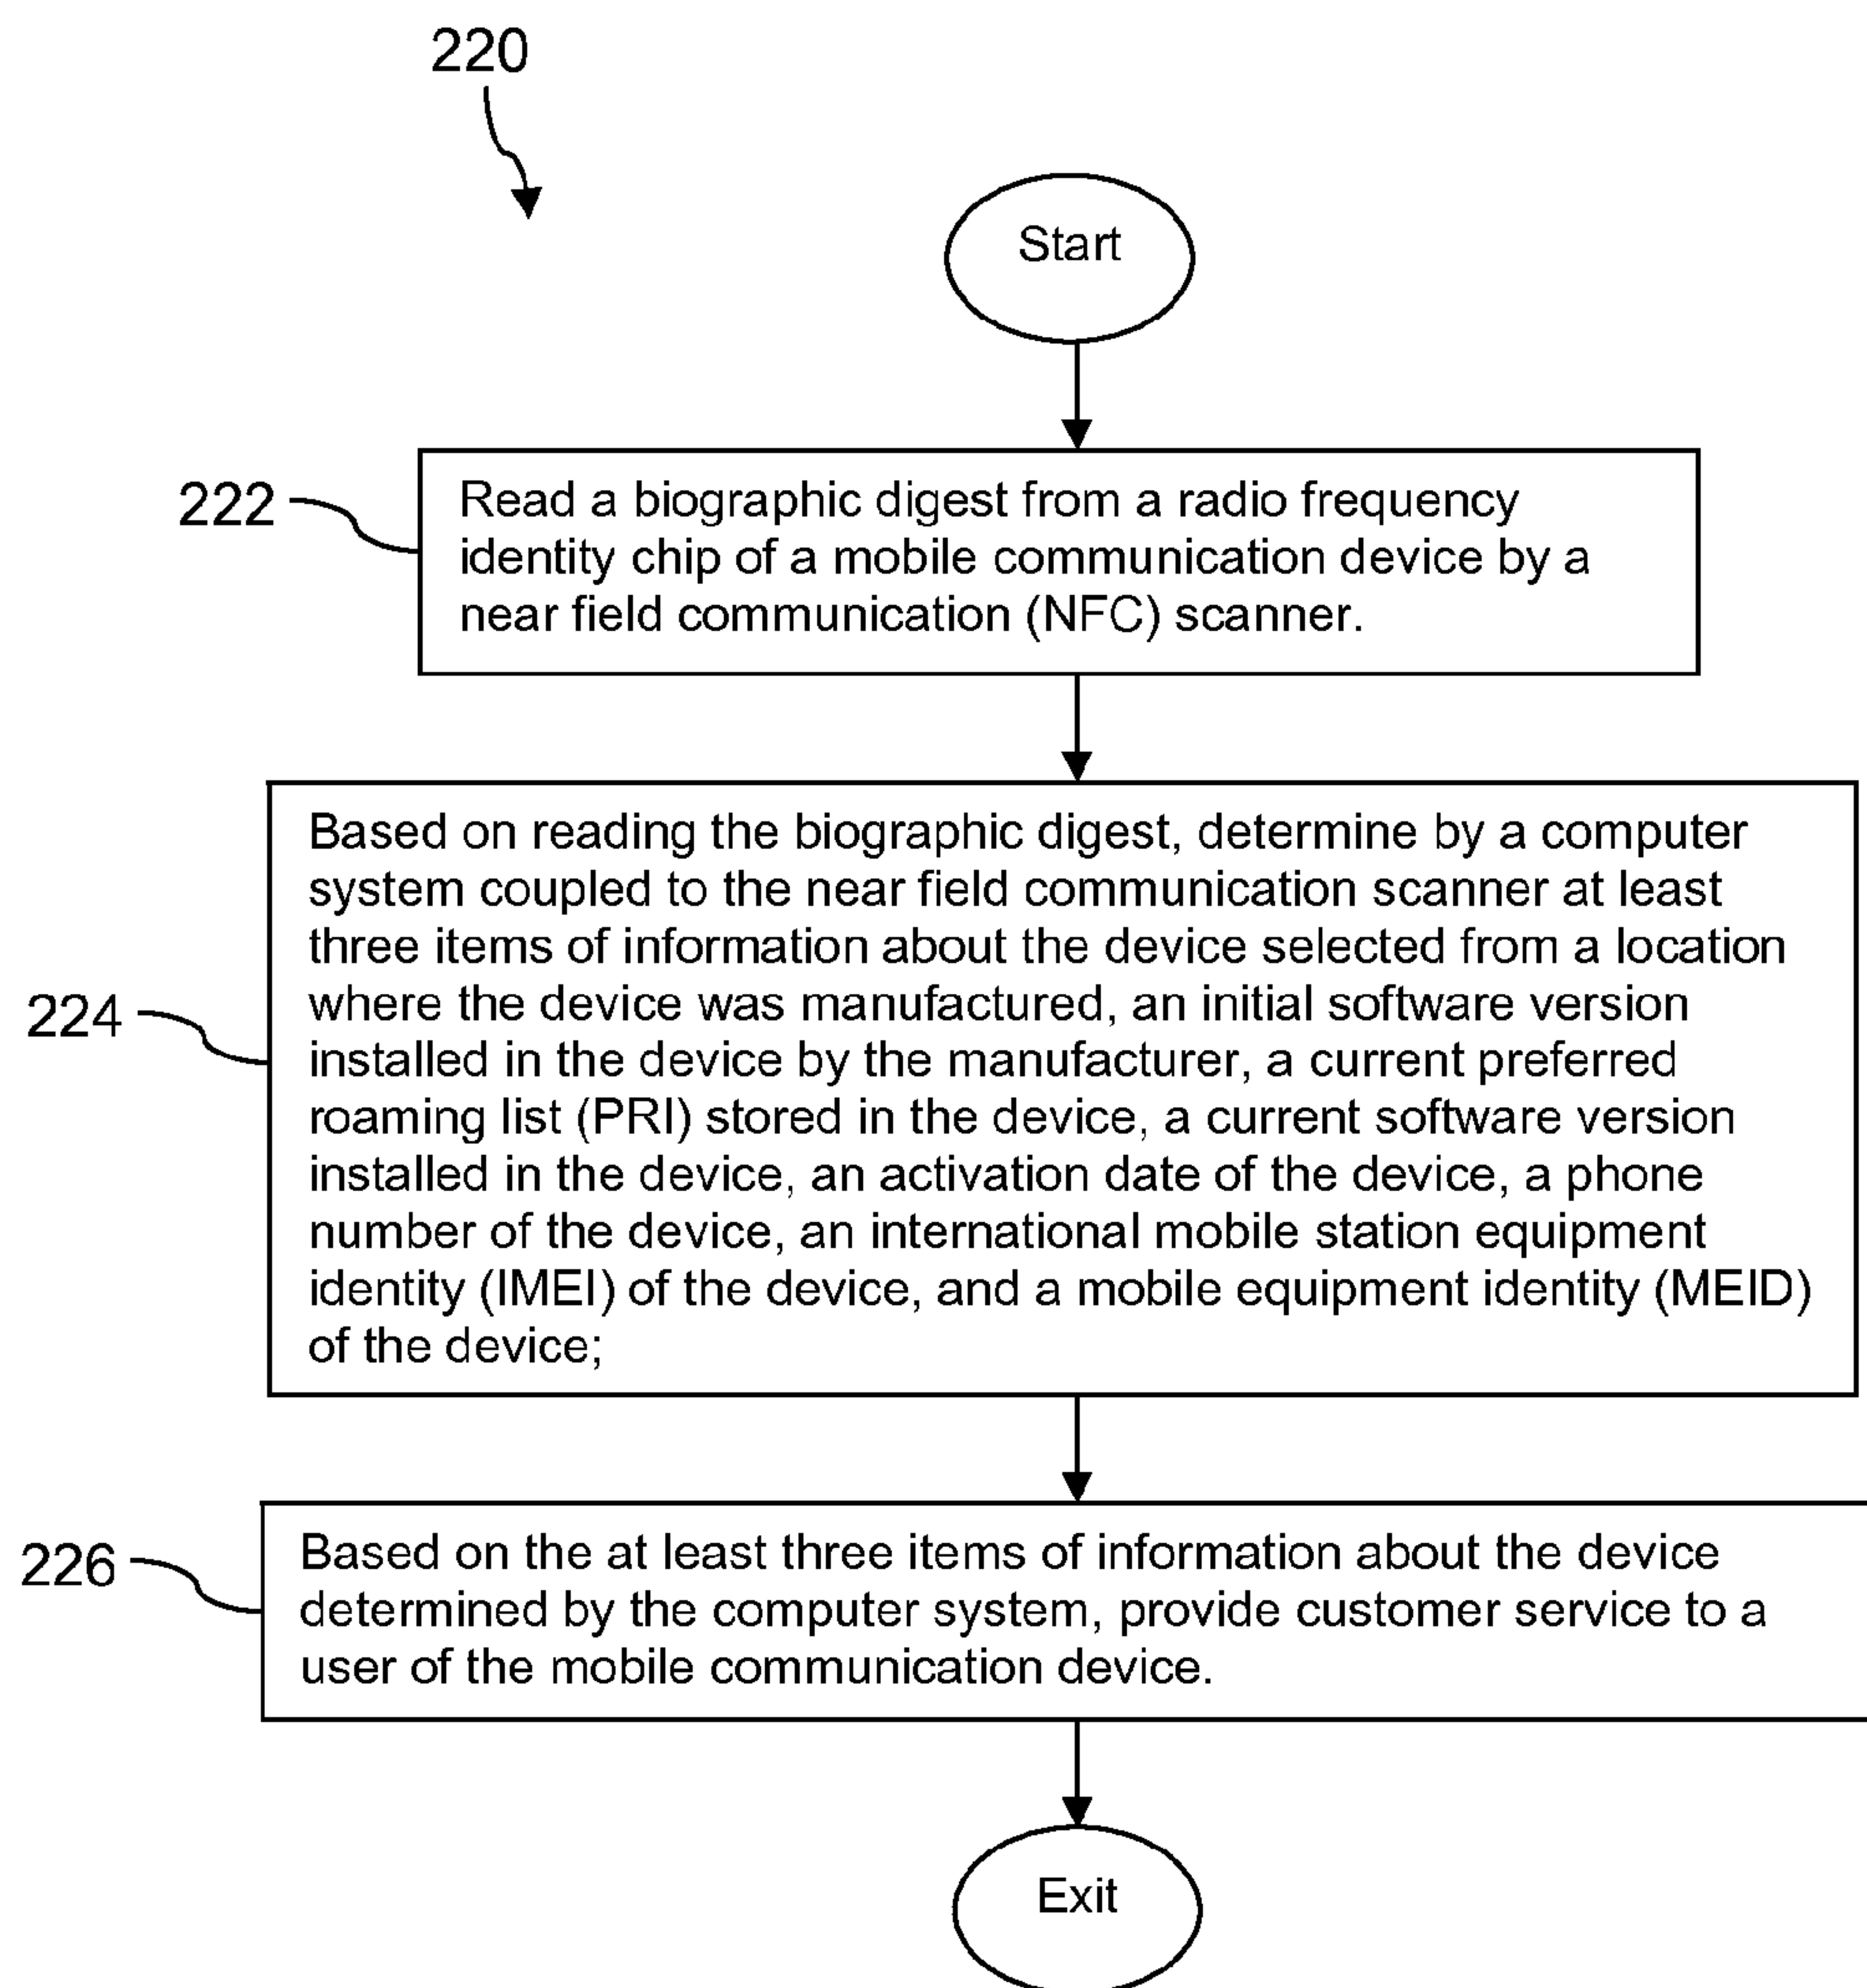 220
Start
222
Read a biographic digest from a radio frequency
identity chip of a mobile communication device by a
near field communication (NFC) scanner.
224
Based on reading the biographic digest, determine by a computer
system coupled to the near field communication scanner at least
three items of information about the device selected from a location
where the device was manufactured, an initial software version
installed in the device by the manufacturer, a current preferred
roaming list (PRI) stored in the device, a current software version
installed in the device, an activation date of the device, a phone
number of the device, an international mobile station equipment
identity (IMEI) of the device, and a mobile equipment identity (MEID)
of the device;
226
Based on the at least three items of information about the device
determined by the computer system, provide customer service to a
user of the mobile communication device.
Exit